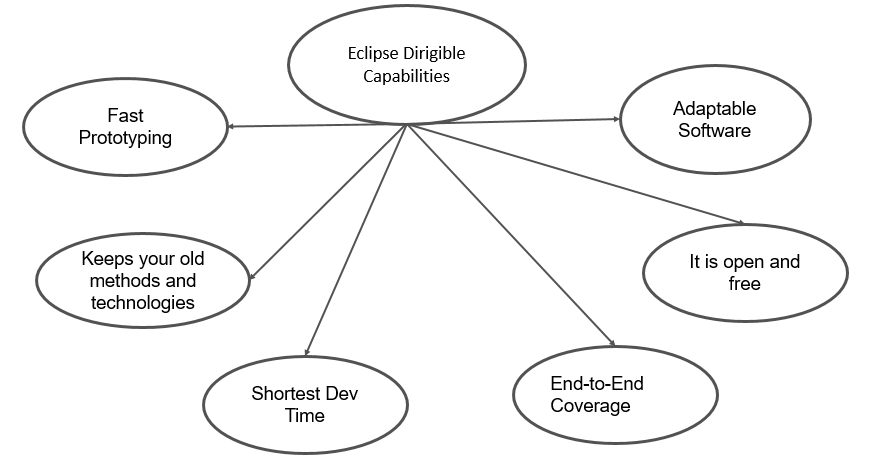 Eclipse Dirigible
Capabilities
Fast
Prototyping
Adaptable
Software
Keeps your old
methods and
technologies
It is open and
free
Shortest Dev
Time
End-to-End
Coverage